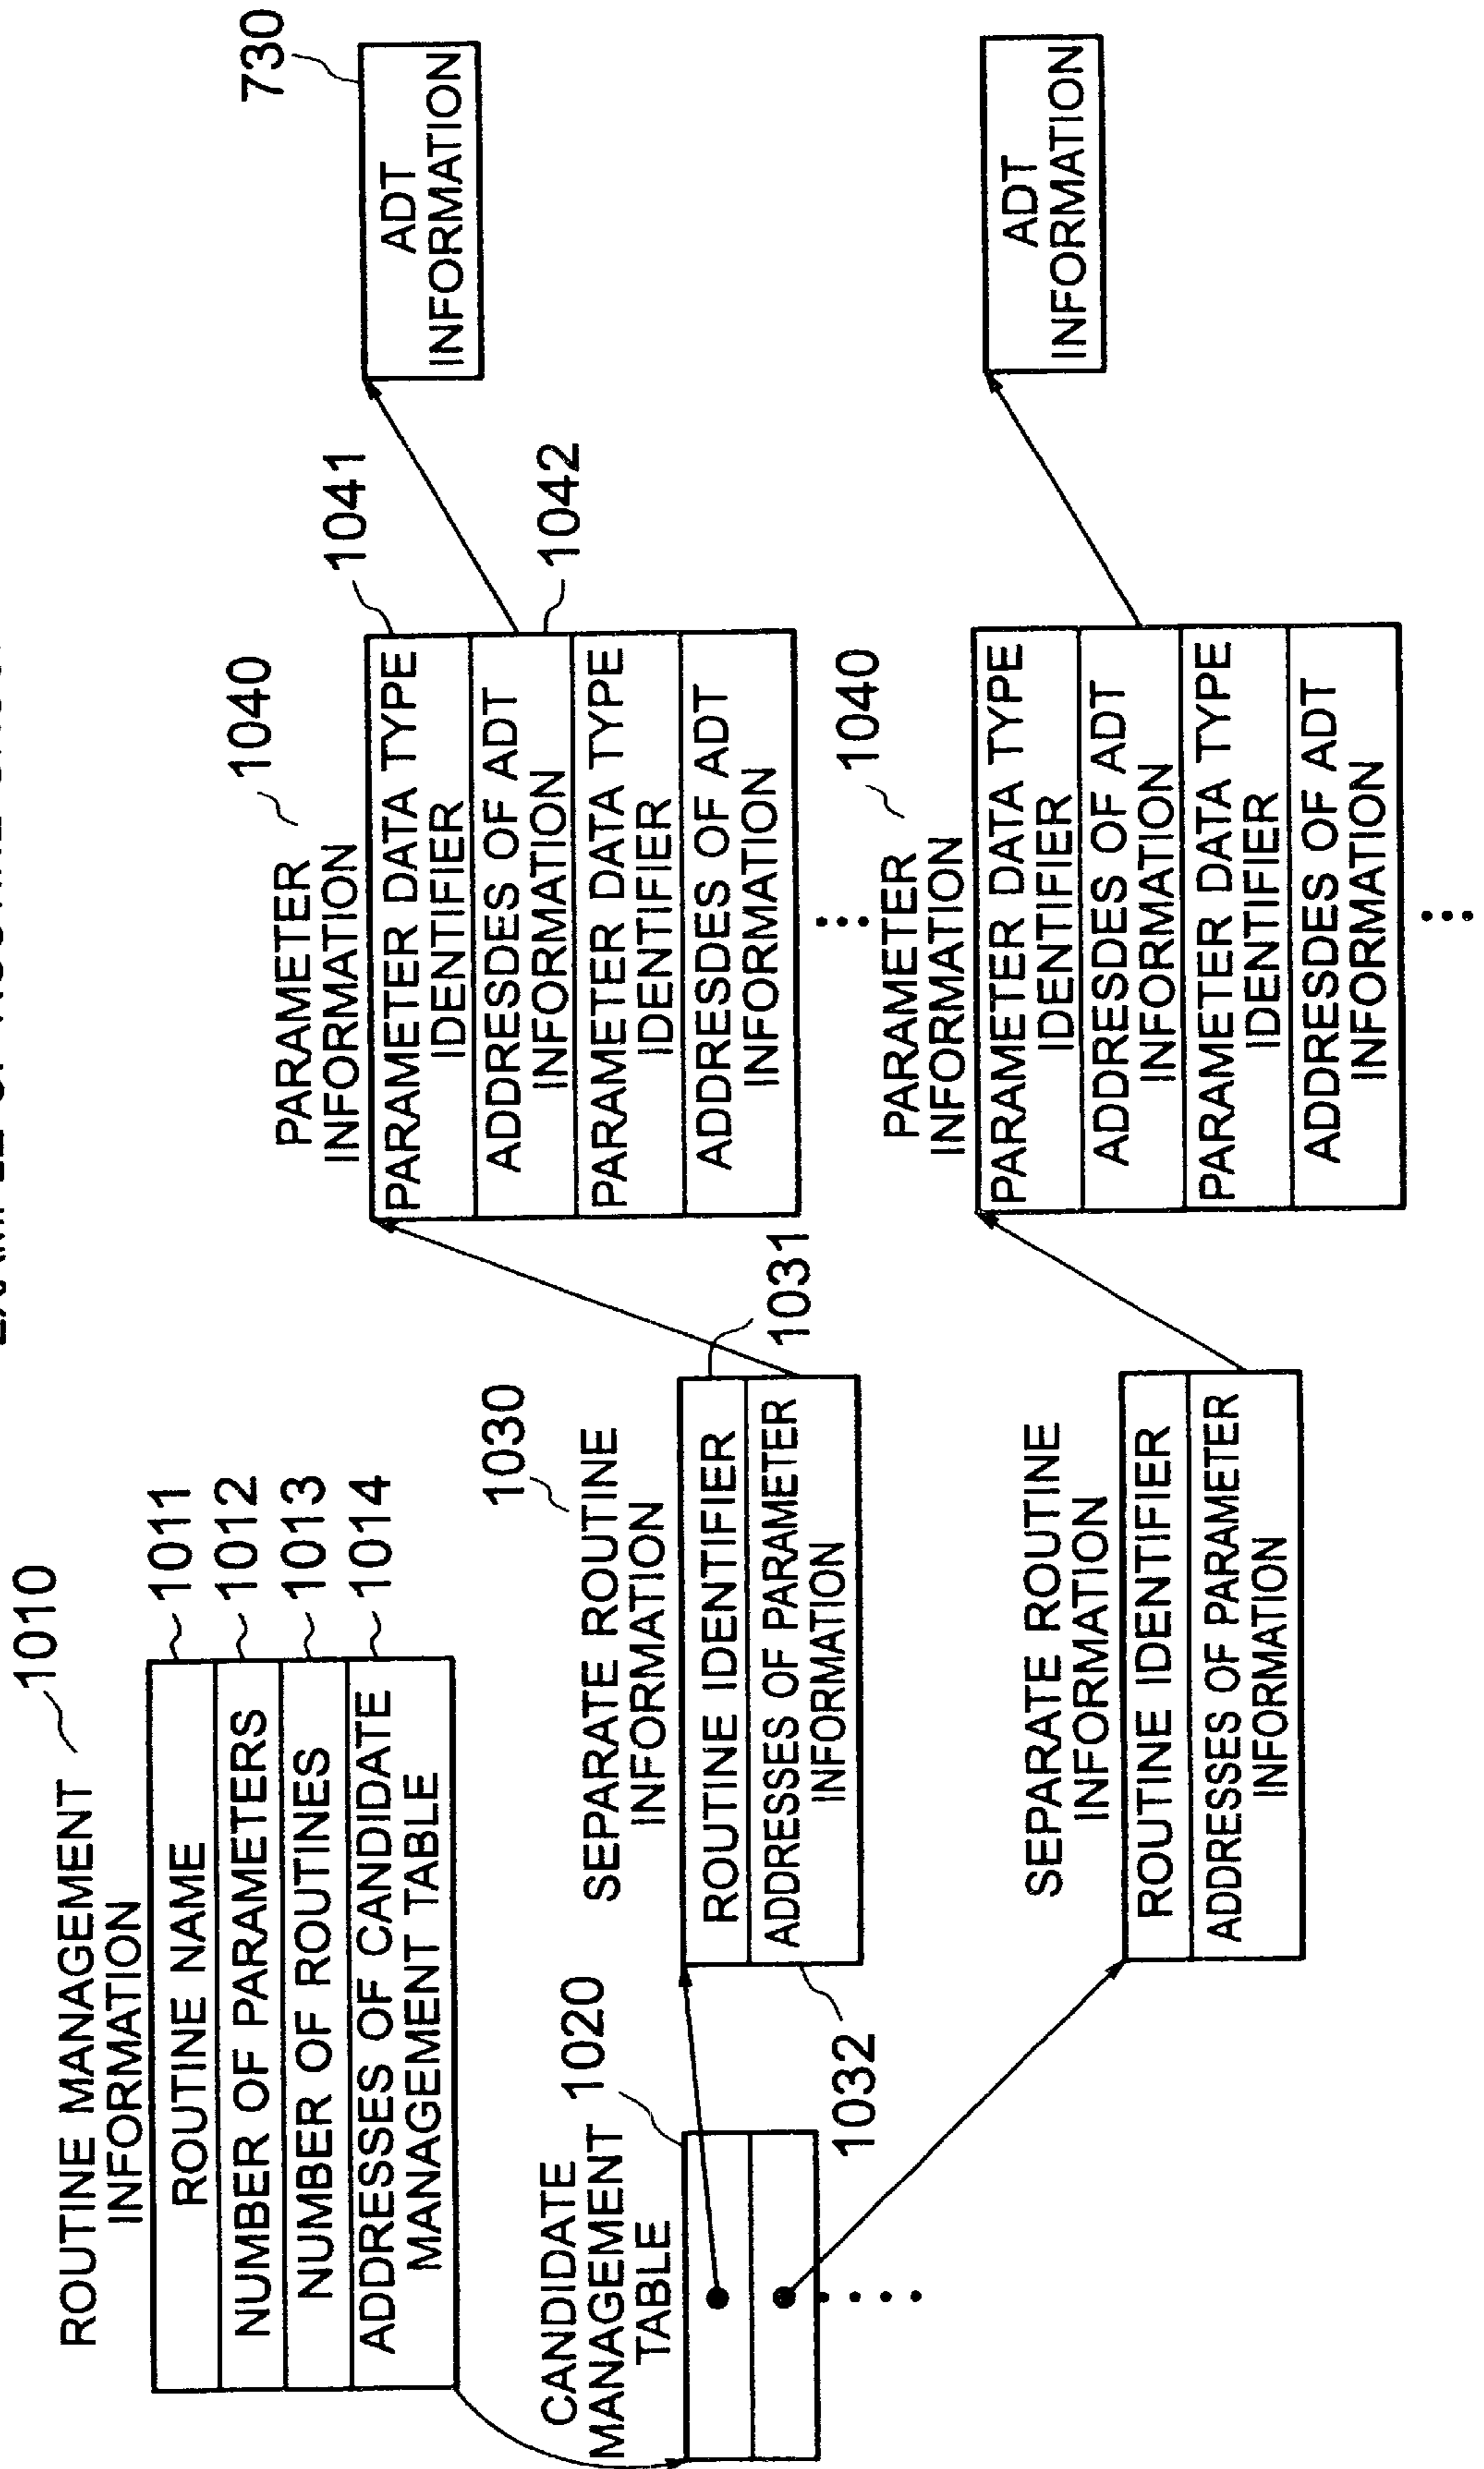 1010
ROUTINE MANAGEMENT
INFORMATION
ROUTINE NAME
1011
NUMBER OF PARAMETERS
1012
NUMBER OF ROUTINES
1013
ADDRESSES OF CANDIDATE
MANAGEMENT TABLE
1014
CANDIDATE
MANAGEMENT
TABLE
1020
1030
SEPARATE ROUTINE
INFORMATION
ROUTINE IDENTIFIER
1031
ADDRESSES OF PARAMETER
INFORMATION
1032
SEPARATE ROUTINE
INFORMATION
ROUTINE IDENTIFIER
ADDRESSES OF PARAMETER
INFORMATION
1040
PARAMETER
INFORMATION
PARAMETER DATA TYPE
IDENTIFIER
1041
ADDRESDES OF ADT
INFORMATION
1042
PARAMETER DATA TYPE
IDENTIFIER
ADDRESDES OF ADT
INFORMATION
1040
PARAMETER
INFORMATION
PARAMETER DATA TYPE
IDENTIFIER
ADDRESDES OF ADT
INFORMATION
PARAMETER DATA TYPE
IDENTIFIER
ADDRESDES OF ADT
INFORMATION
730
ADT
INFORMATION
ADT
INFORMATION